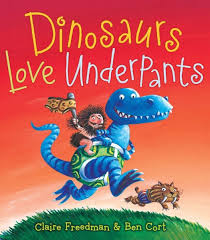 Dinosaurs
Love Underpants
Claire Freedman & Ben Cort